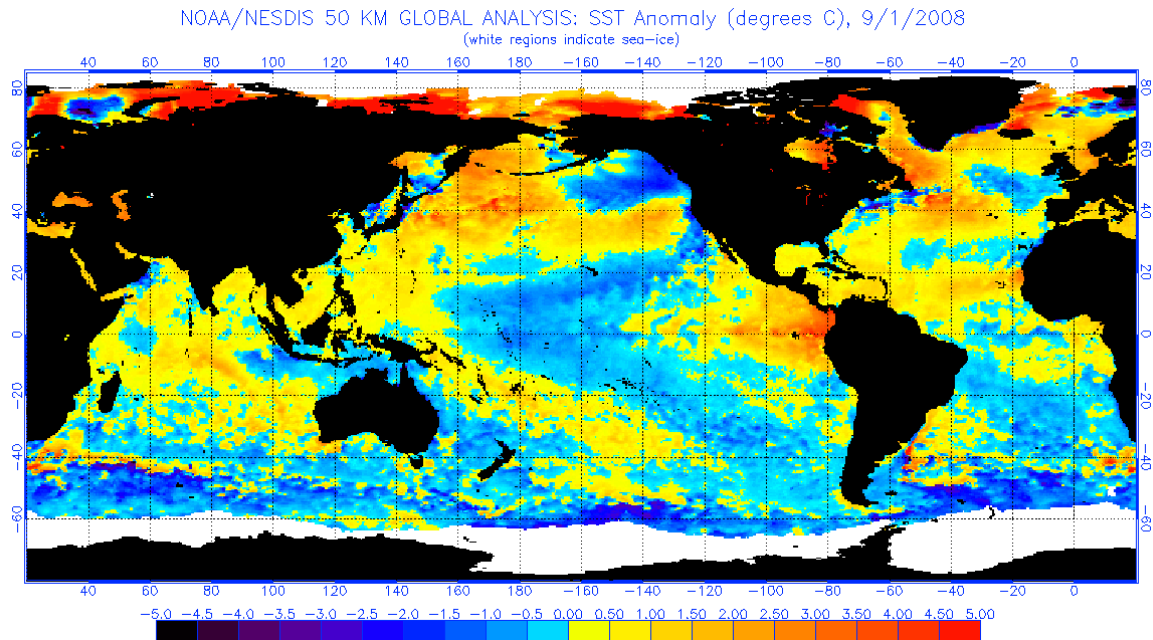 NOAA/NESDIS 50 KM GLOBAL ANALYSIS: SST Anomaly (degrees C), 9/1/2008
(white regions indicate sea-ice)
40 60 80 100 120 140 160 180 -160 -140 -120 -100 -80 -60 -40 -20 0
80 80
60 60
40 40
20 20
0 0
-20 -20
-40 -40
-60 -60
40 60 80 100 120 140 160 180 -160 -140 -120 -100 -80 -60 -40 -20 0
-5.0 -4.5 -4.0 -3.5 -3.0 -2.5 -2.0 -1.5 -1.0 -0.5 0.00 0.50 1.00 1.50 2.00 2.50 3.00 3.50 4.00 4.50 5.00